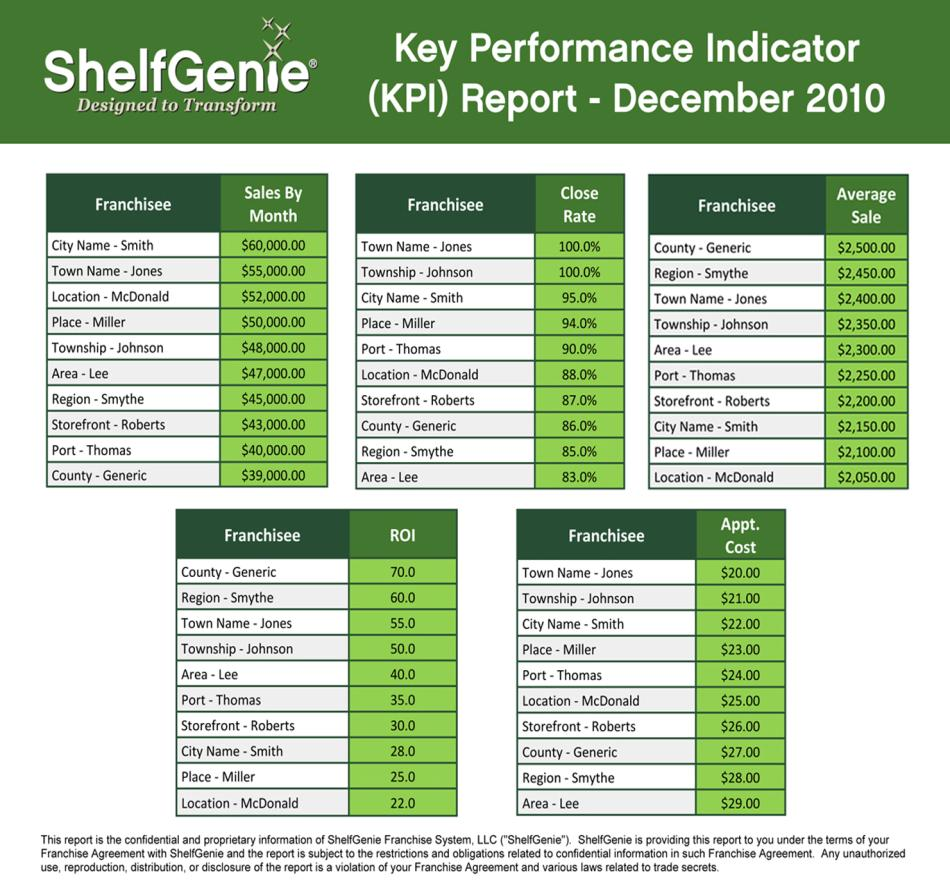 ShelfGenie®
Designed to Transform
Key Performance Indicator
(KPI) Report - December 2010
Franchisee Sales By Month
City Name - Smith $60,000.00
Town Name - Jones $55,000.00
Location - McDonald $52,000.00
Place - Miller $50,000.00
Township - Johnson $48,000.00
Area - Lee $47,000.00
Region - Smythe $45,000.00
Storefront - Roberts $43,000.00
Port - Thomas $40,000.00
County - Generic $39,000.00
Franchisee Close Rate
Town Name - Jones 100.0%
Township - Johnson 100.0%
City Name - Smith 95.0%
Place - Miller 94.0%
Port - Thomas 90.0%
Location - McDonald 88.0%
Storefront - Roberts 87.0%
County - Generic 86.0%
Region - Smythe 85.0%
Area - Lee 83.0%
Franchisee Average Sale
County - Generic $2,500.00
Region - Smythe $2,450.00
Town Name - Jones $2,400.00
Township - Johnson $2,350.00
Area - Lee $2,300.00
Port - Thomas $2,250.00
Storefront - Roberts $2,200.00
City Name - Smith $2,150.00
Place - Miller $2,100.00
Location - McDonald $2,050.00
Franchisee ROI
County - Generic 70.0
Region - Smythe 60.0
Town Name - Jones 55.0
Township - Johnson 50.0
Area - Lee 40.0
Port - Thomas 35.0
Storefront - Roberts 30.0
City Name - Smith 28.0
Place - Miller 25.0
Location - McDonald 22.0
Franchisee Appt. Cost
Town Name - Jones $20.00
Township - Johnson $21.00
City Name - Smith $22.00
Place - Miller $23.00
Port - Thomas $24.00
Location - McDonald $25.00
Storefront - Roberts $26.00
County - Generic $27.00
Region - Smythe $28.00
Area - Lee $29.00
This report is the confidential and proprietary information of ShelfGenie Franchise System, LLC ("ShelfGenie"). ShelfGenie is providing this report to you under the terms of your
Franchise Agreement with ShelfGenie and the report is subject to the restrictions and obligations related to confidential information in such Franchise Agreement. Any unauthorized
use, reproduction, distribution, or disclosure of the report is a violation of your Franchise Agreement and various laws related to trade secrets.